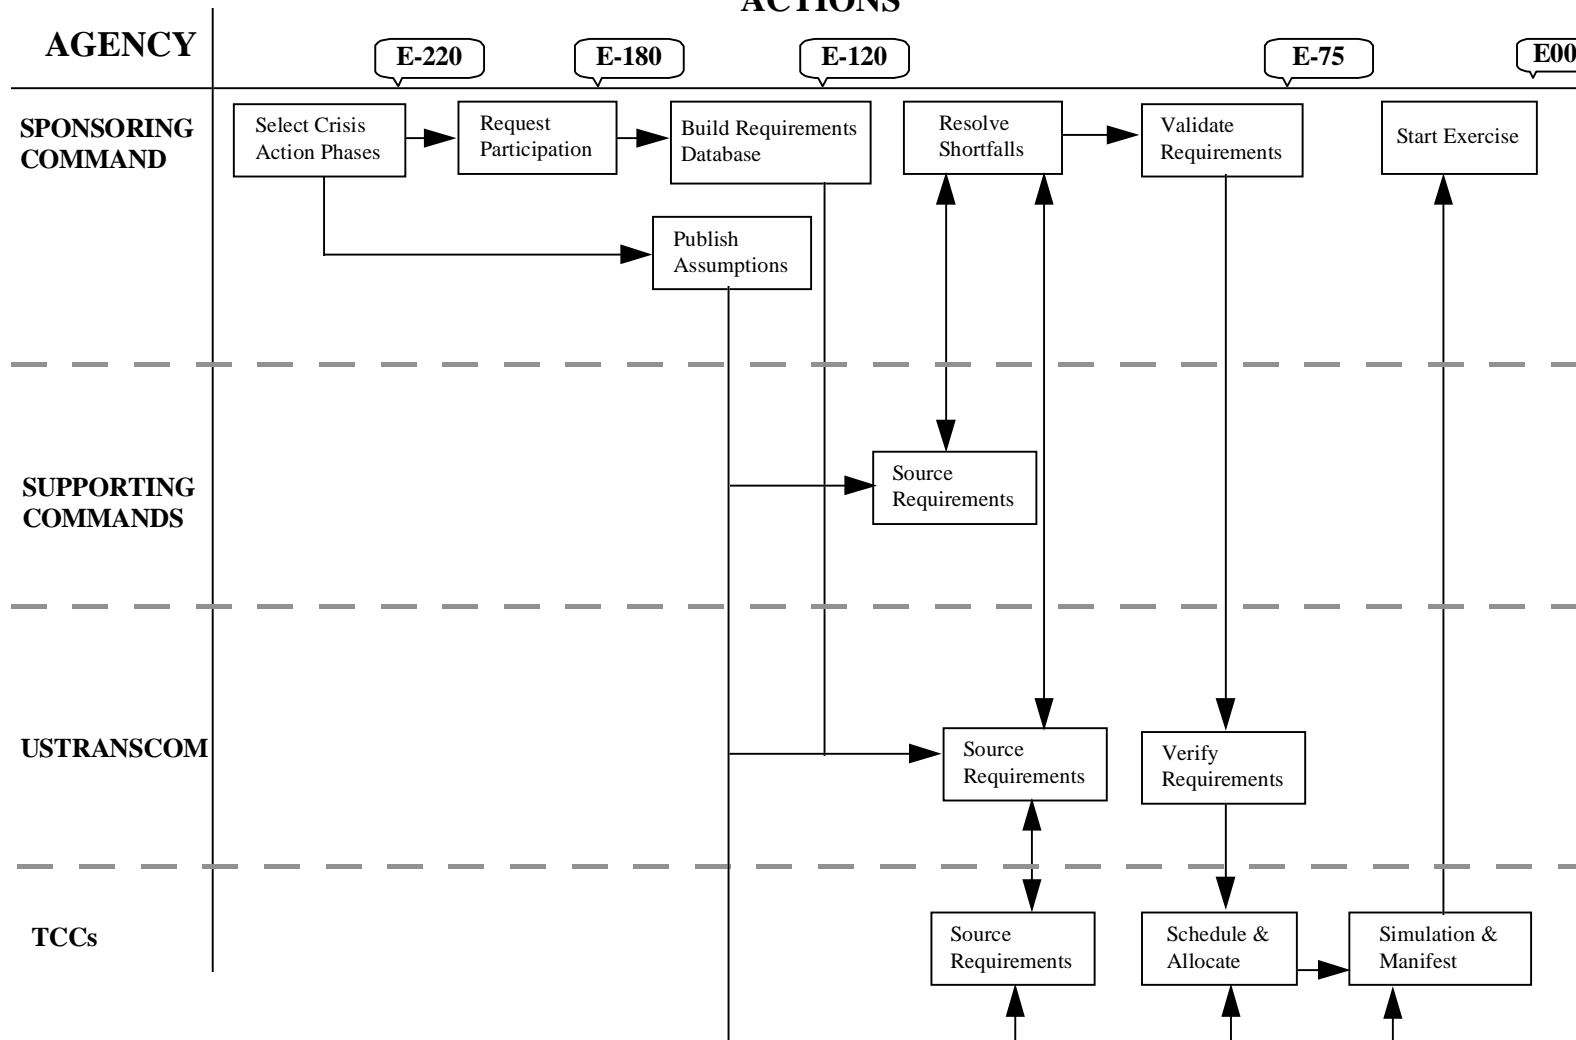 ACTIONS
AGENCY
E-220
E-180
E-120
E-75
E00
SPONSORING
COMMAND
Select Crisis
Action Phases
Request
Participation
Build Requirements
Database
Resolve
Shortfalls
Validate
Requirements
Start Exercise
Publish
Assumptions
SUPPORTING
COMMANDS
Source
Requirements
USTRANSCOM
Source
Requirements
Verify
Requirements
TCCs
Source
Requirements
Schedule &
Allocate
Simulation &
Manifest